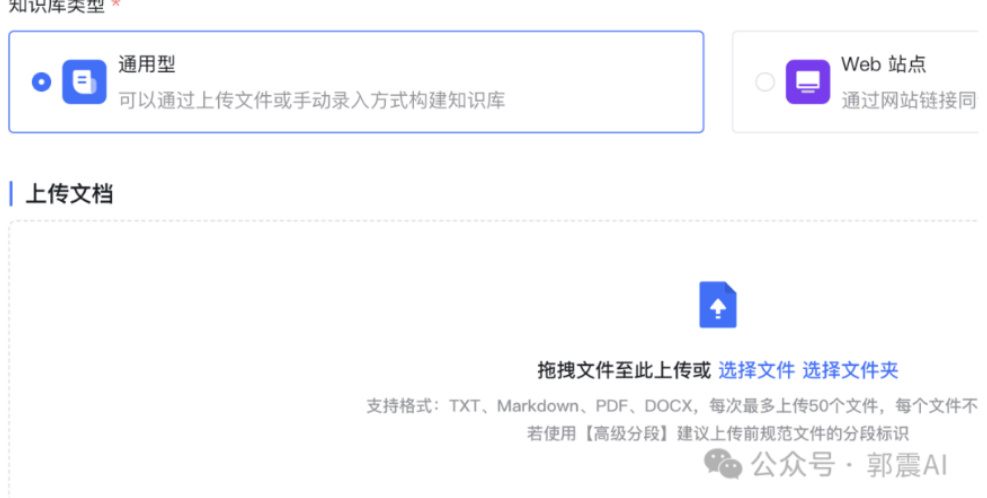 知识库类型 *
通用型
可以通过上传文件或手动录入方式构建知识库
Web 站点
通过网站链接同
上传文档
拖拽文件至此上传或 选择文件 选择文件夹
支持格式：TXT、Markdown、PDF、DOCX，每次最多上传50个文件，每个文件不
若使用【高级分段】建议上传前规范文件的分段标识
公众号 · 郭震AI